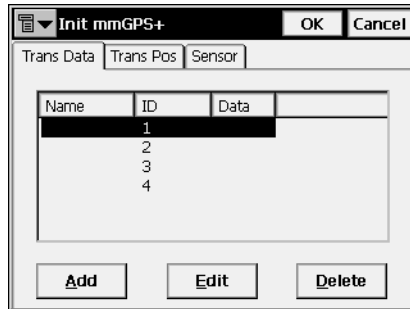 Init mmGPS+ OK Cancel
Trans Data Trans Pos Sensor
Name ID Data
1
2
3
4
Add Edit Delete